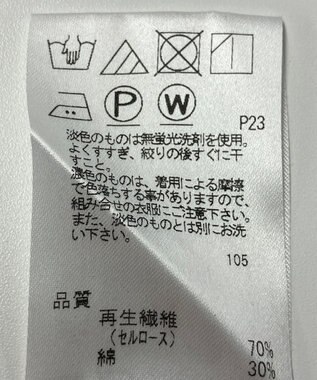 P W
P23
淡色のものは無蛍光洗剤を使用。
よくすすぎ、絞りの後すぐに干
すこと。
濃色のものは、着用による摩擦
で色落ちする事がありますので、
組み合せの衣服にご注意下さい。
また、淡色のものとは別にお洗
い下さい。
105
品質
再生繊維 70%
(セルロース)
綿 30%